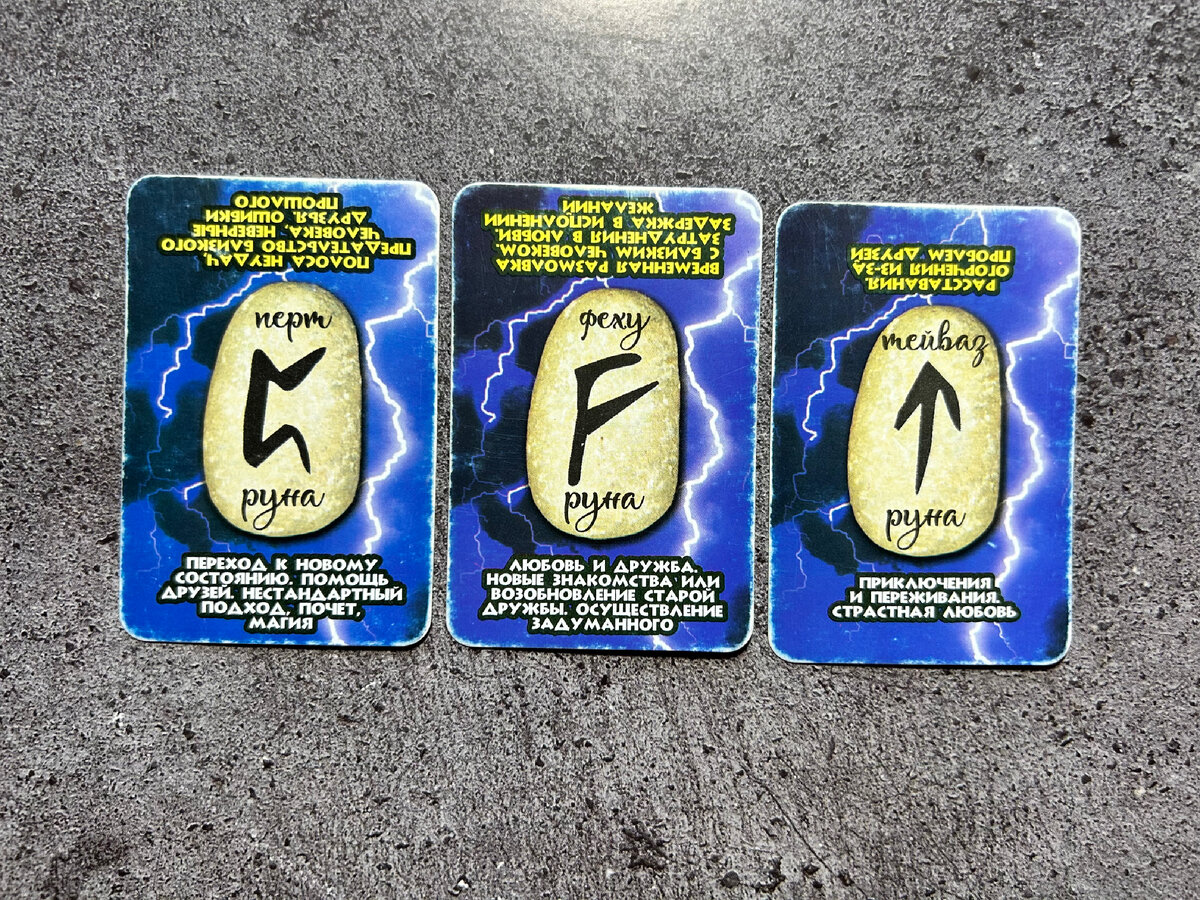 ПОЛОСА НЕУДАЧ,
ПРЕДАТЕЛЬСТВО БЛИЗКОГО
ЧЕЛОВЕКА. НЕВЕРНЫЕ
ДРУЗЬЯ. ОШИБКИ
ПРОШЛОГО
перт
руна
ПЕРЕХОД К НОВОМУ
СОСТОЯНИЮ. ПОМОЩЬ
ДРУЗЕЙ. НЕСТАНДАРТНЫЙ
ПОДХОД, ПОЧЕТ,
МАГИЯ
ВРЕМЕННАЯ РАЗМОЛВКА
С БЛИЗКИМ ЧЕЛОВЕКОМ.
ЗАТРУДНЕНИЯ В ЛЮБВИ.
ЗАДЕРЖКА В ИСПОЛНЕНИИ
ЖЕЛАНИЙ
феху
руна
ЛЮБОВЬ И ДРУЖБА.
НОВЫЕ ЗНАКОМСТВА ИЛИ
ВОЗОБНОВЛЕНИЕ СТАРОЙ
ДРУЖБЫ. ОСУЩЕСТВЛЕНИЕ
ЗАДУМАННОГО
РАССТАВАНИЯ.
ОГОРЧЕНИЯ ИЗ-ЗА
ПРОБЛЕМ ДРУЗЕЙ
тейваз
руна
ПРИКЛЮЧЕНИЯ
И ПЕРЕЖИВАНИЯ.
СТРАСТНАЯ ЛЮБОВЬ